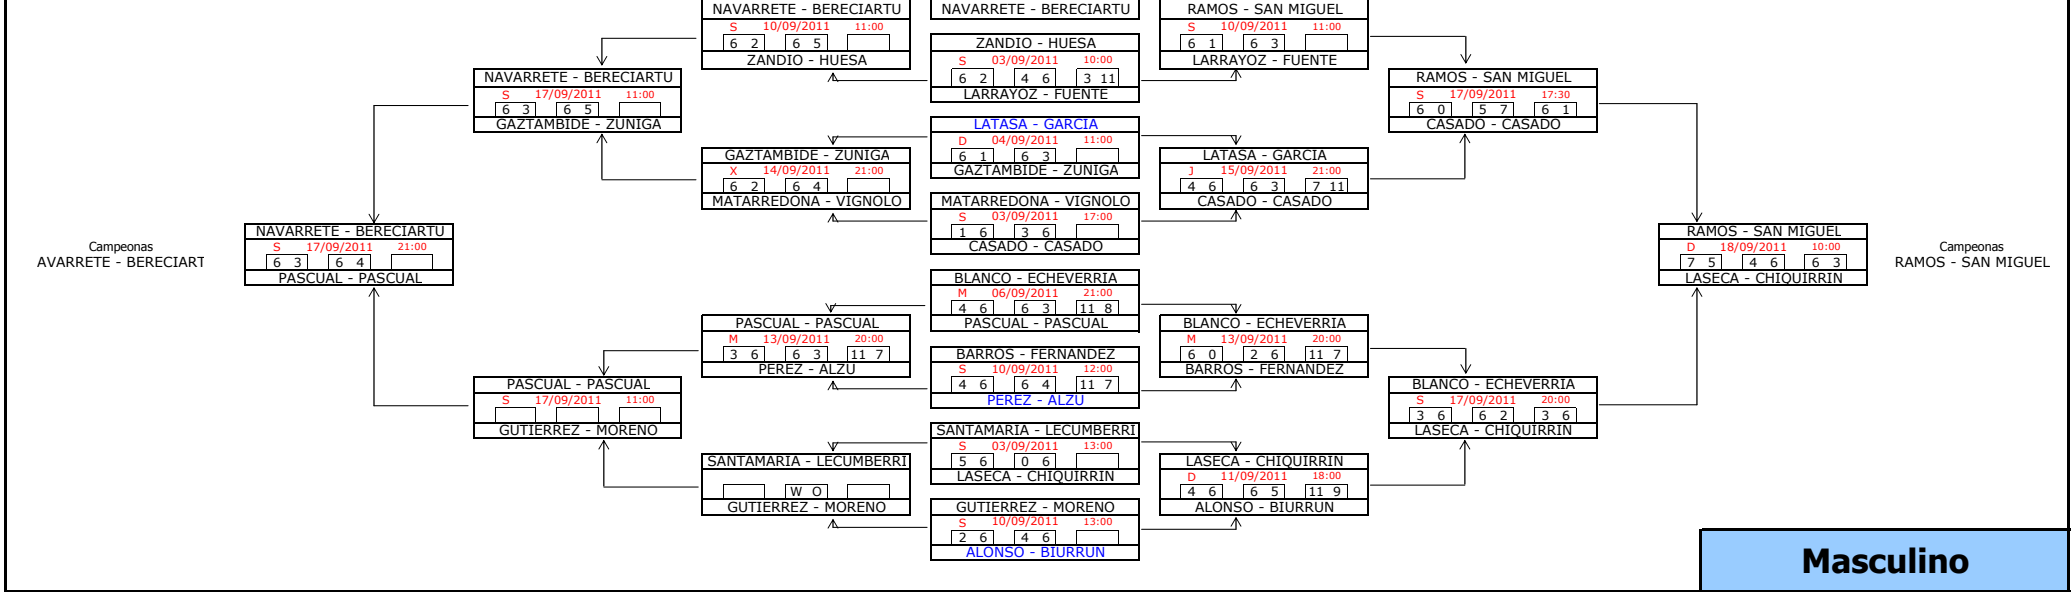 NAVARRETE - BERECIARTU
S 10/09/2011 11:00
6 2 6 5
ZANDIO - HUESA
NAVARRETE - BERECIARTU
RAMOS - SAN MIGUEL
S 10/09/2011 11:00
6 1 6 3
LARRAYOZ - FUENTE
ZANDIO - HUESA
S 03/09/2011 10:00
6 2 4 6 3 11
LARRAYOZ - FUENTE
NAVARRETE - BERECIARTU
S 17/09/2011 11:00
6 3 6 5
GAZTAMBIDE - ZUÑIGA
RAMOS - SAN MIGUEL
S 17/09/2011 17:30
6 0 5 7 6 1
CASADO - CASADO
LATASA - GARCIA
D 04/09/2011 11:00
6 1 6 3
GAZTAMBIDE - ZUÑIGA
GAZTAMBIDE - ZUÑIGA
X 14/09/2011 21:00
6 2 6 4
MATARREDONA - VIGNOLO
LATASA - GARCIA
J 15/09/2011 21:00
4 6 6 3 7 11
CASADO - CASADO
MATARREDONA - VIGNOLO
S 03/09/2011 17:00
1 6 3 6
CASADO - CASADO
Campeonas
AVARRETE - BERECIART
NAVARRETE - BERECIARTU
S 17/09/2011 21:00
6 3 6 4
PASCUAL - PASCUAL
RAMOS - SAN MIGUEL
D 18/09/2011 10:00
7 5 4 6 6 3
LASECA - CHIQUIRRIN
Campeonas
RAMOS - SAN MIGUEL
BLANCO - ECHEVERRIA
M 06/09/2011 21:00
4 6 6 3 11 8
PASCUAL - PASCUAL
PASCUAL - PASCUAL
M 13/09/2011 20:00
3 6 6 3 11 7
PEREZ - ALZU
BLANCO - ECHEVERRIA
M 13/09/2011 20:00
6 0 2 6 11 7
BARROS - FERNANDEZ
BARROS - FERNANDEZ
S 10/09/2011 12:00
4 6 6 4 11 7
PEREZ - ALZU
PASCUAL - PASCUAL
S 17/09/2011 11:00
GUTIERREZ - MORENO
BLANCO - ECHEVERRIA
S 17/09/2011 20:00
3 6 6 2 3 6
LASECA - CHIQUIRRIN
SANTAMARIA - LECUMBERRI
S 03/09/2011 13:00
5 6 0 6
LASECA - CHIQUIRRIN
SANTAMARIA - LECUMBERRI
W O
GUTIERREZ - MORENO
LASECA - CHIQUIRRIN
D 11/09/2011 18:00
4 6 6 5 11 9
ALONSO - BIURRUN
GUTIERREZ - MORENO
S 10/09/2011 13:00
2 6 4 6
ALONSO - BIURRUN
Masculino